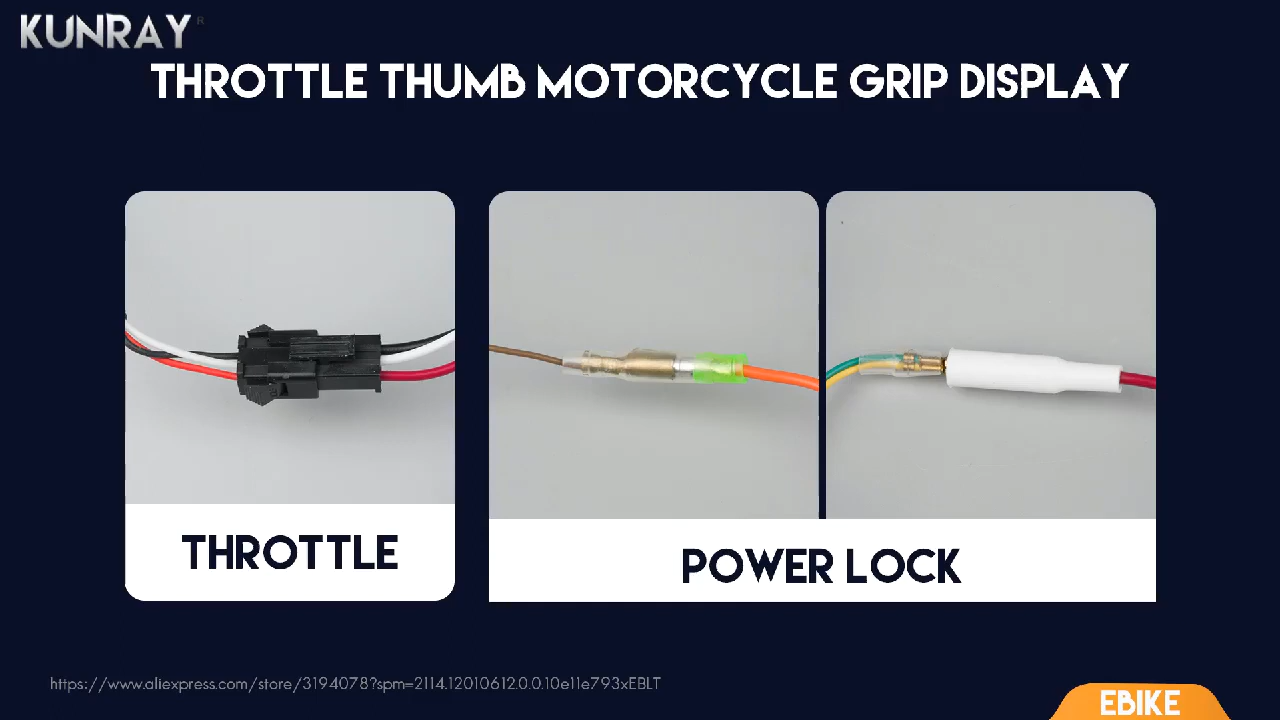 KUNRAY®
THROTTLE THUMB MOTORCYCLE GRIP DISPLAY
THROTTLE
POWER LOCK
https://www.aliexpress.com/store/3194078?spm=2114.12010612.0.0.10e11e793xEBLT
EBIKE